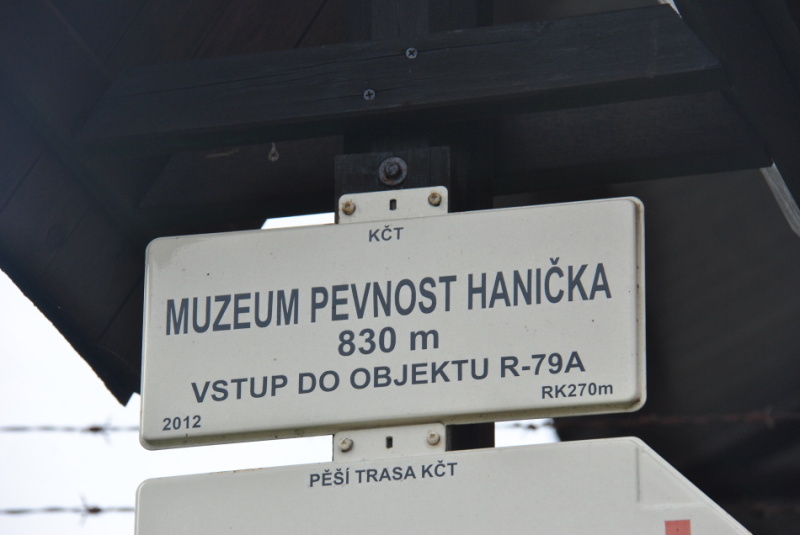 KČT
MUZEUM PEVNOST HANIČKA
830 m
VSTUP DO OBJEKTU R-79A
2012 RK270m
PĚŠÍ TRASA KČT